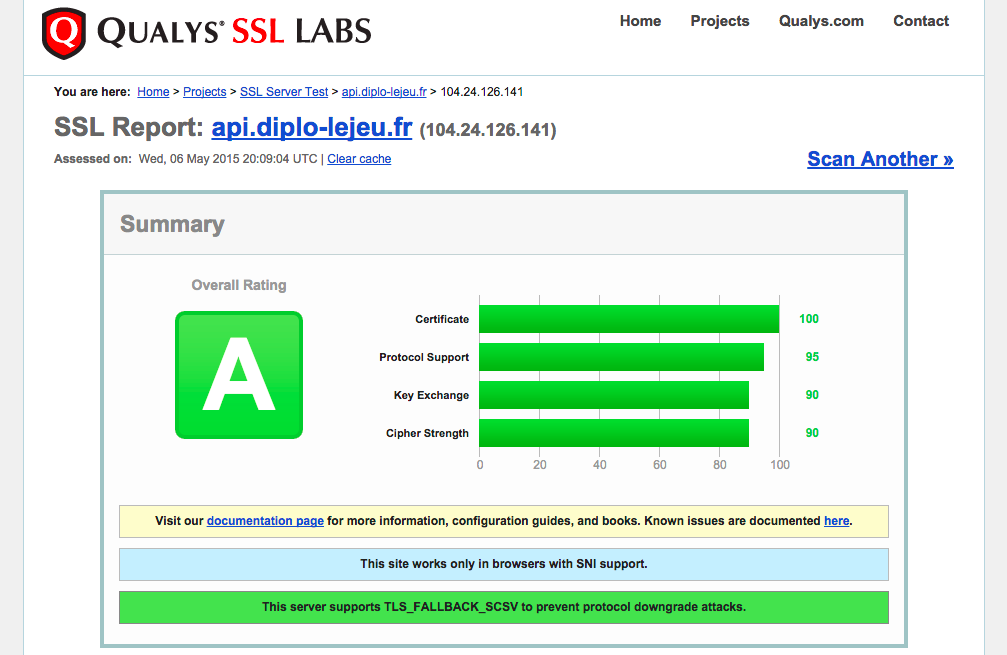 Q QUALYS® SSL LABS
Home Projects Qualys.com Contact
You are here: Home > Projects > SSL Server Test > api.diplo-lejeu.fr > 104.24.126.141
SSL Report: api.diplo-lejeu.fr (104.24.126.141)
Assessed on: Wed, 06 May 2015 20:09:04 UTC | Clear cache
Scan Another »
Summary
Overall Rating
A
Certificate 100
Protocol Support 95
Key Exchange 90
Cipher Strength 90
0 20 40 60 80 100
Visit our documentation page for more information, configuration guides, and books. Known issues are documented here.
This site works only in browsers with SNI support.
This server supports TLS_FALLBACK_SCSV to prevent protocol downgrade attacks.